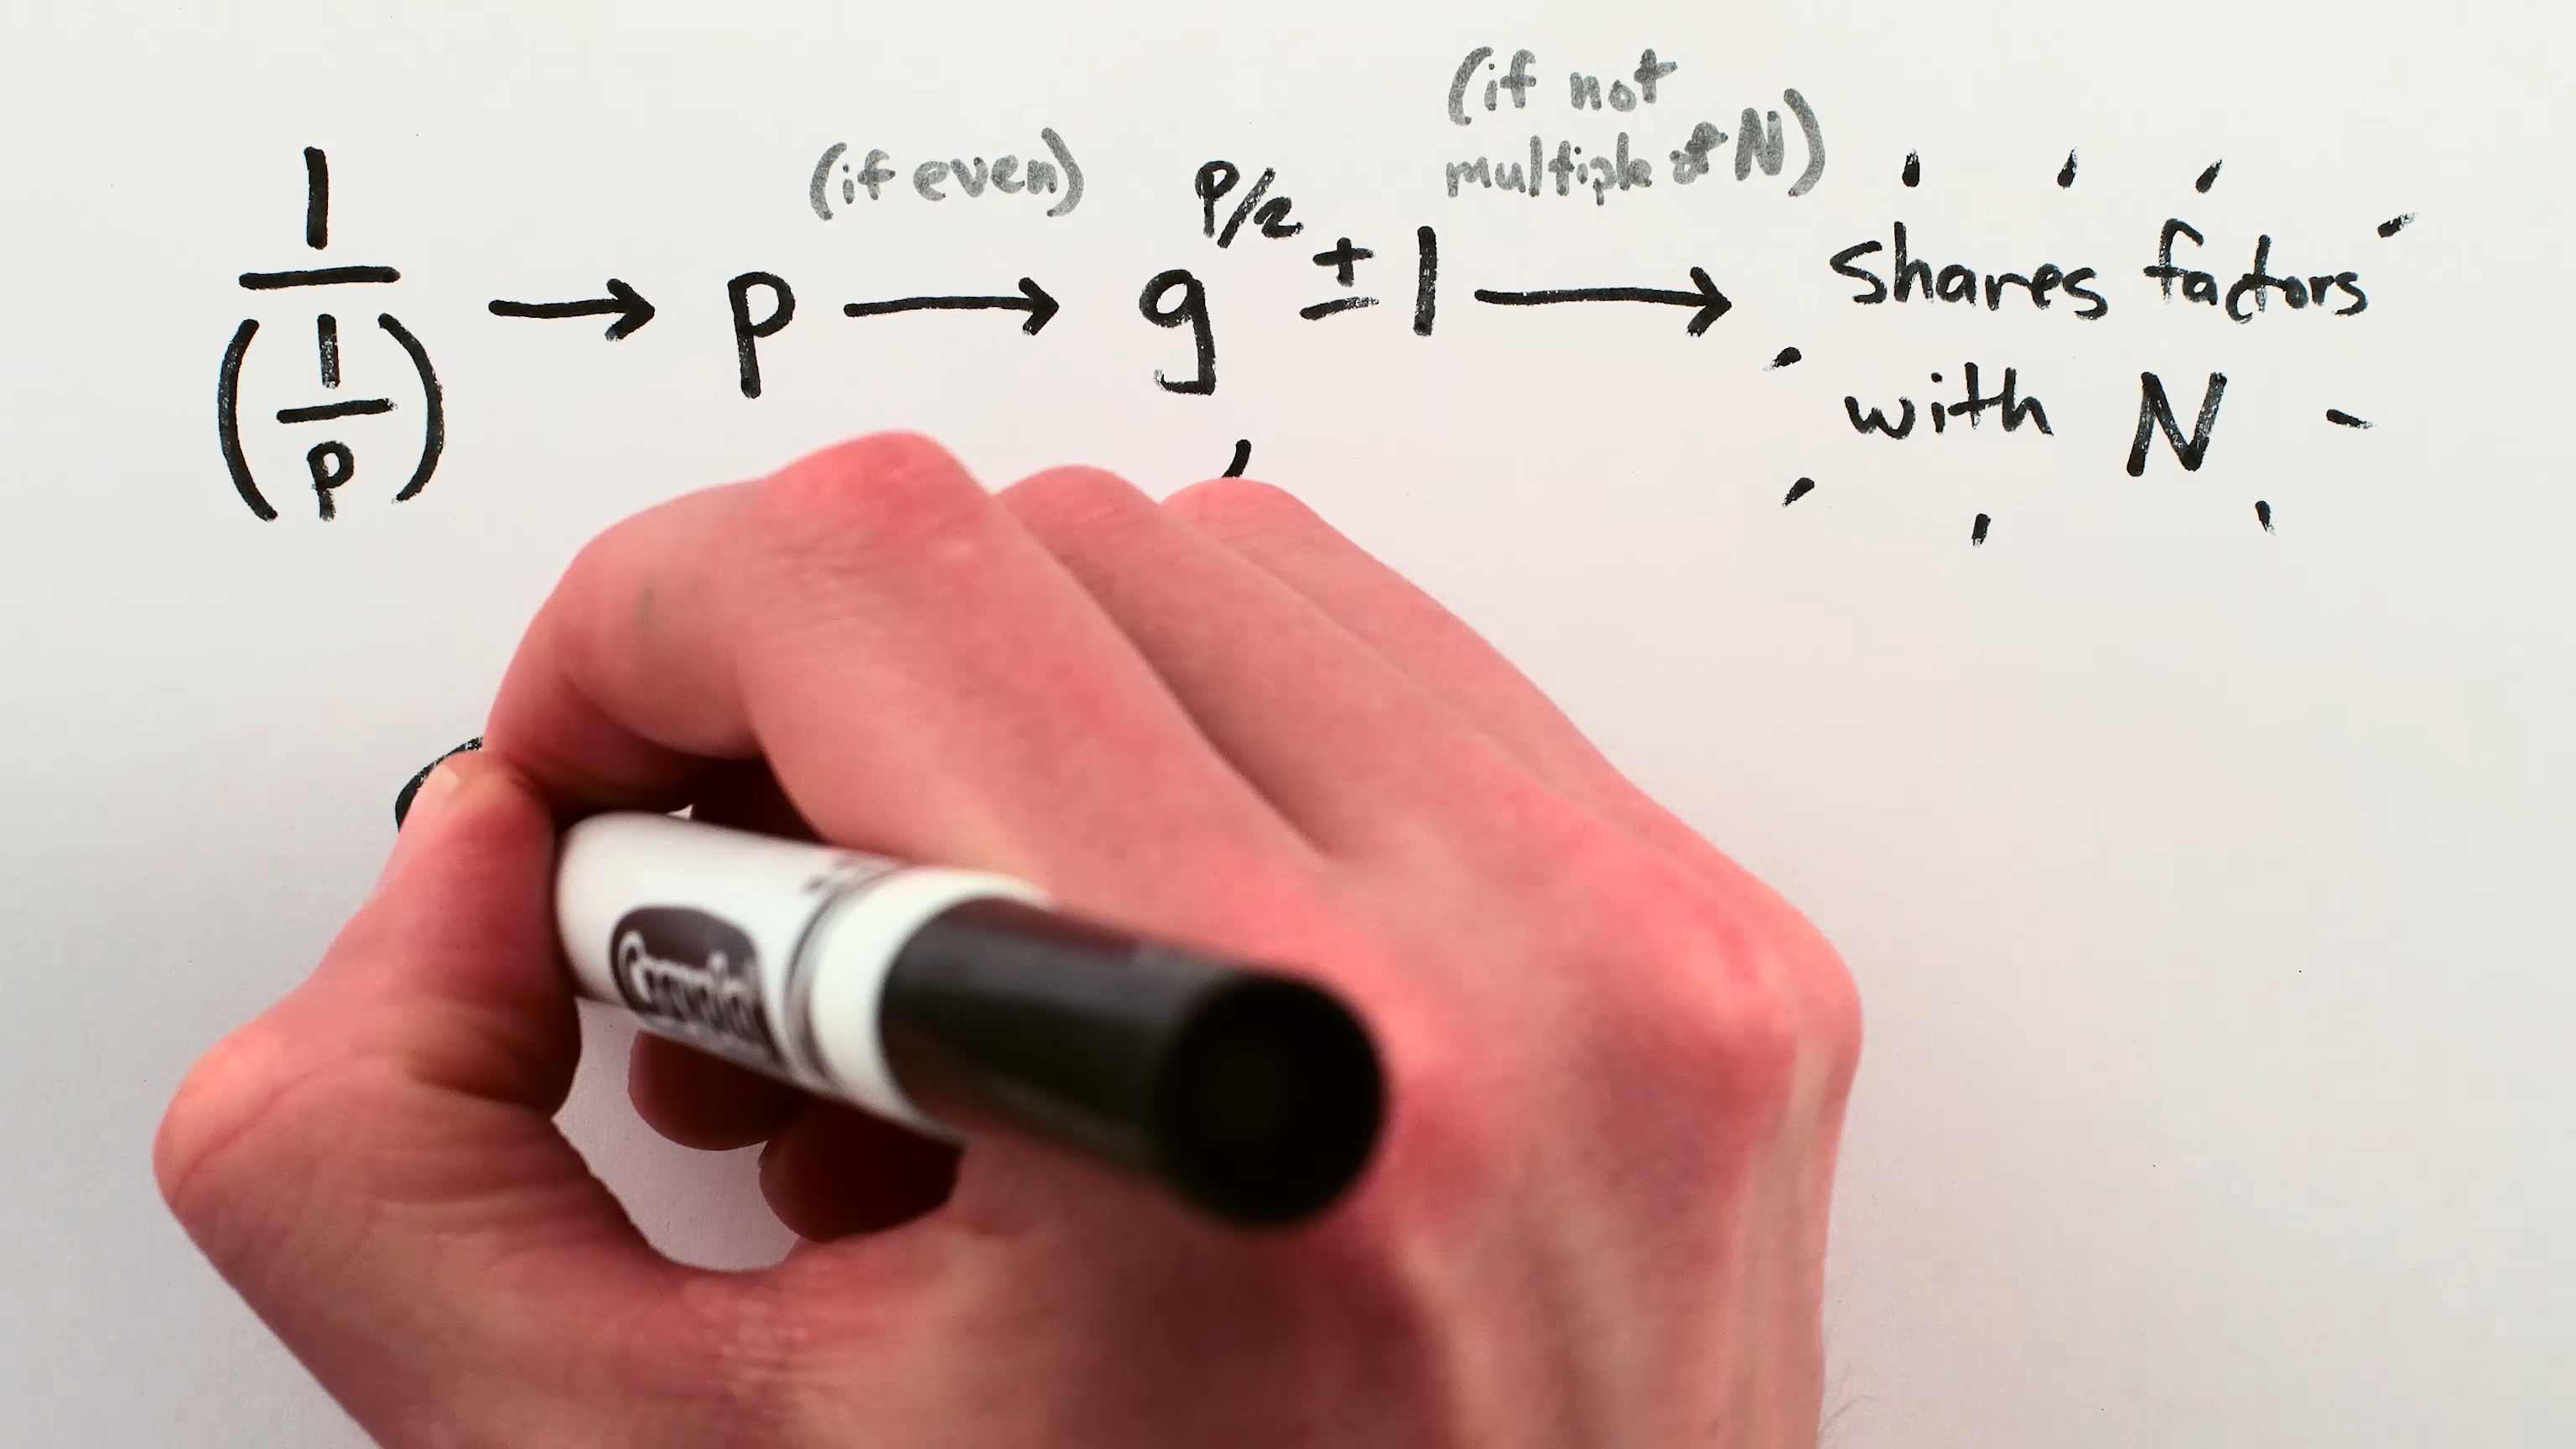 (if not
multiple of N)
(if even)
1/(1/p) → p → g^p/2 ± 1 → shares factors
with N
Crayola